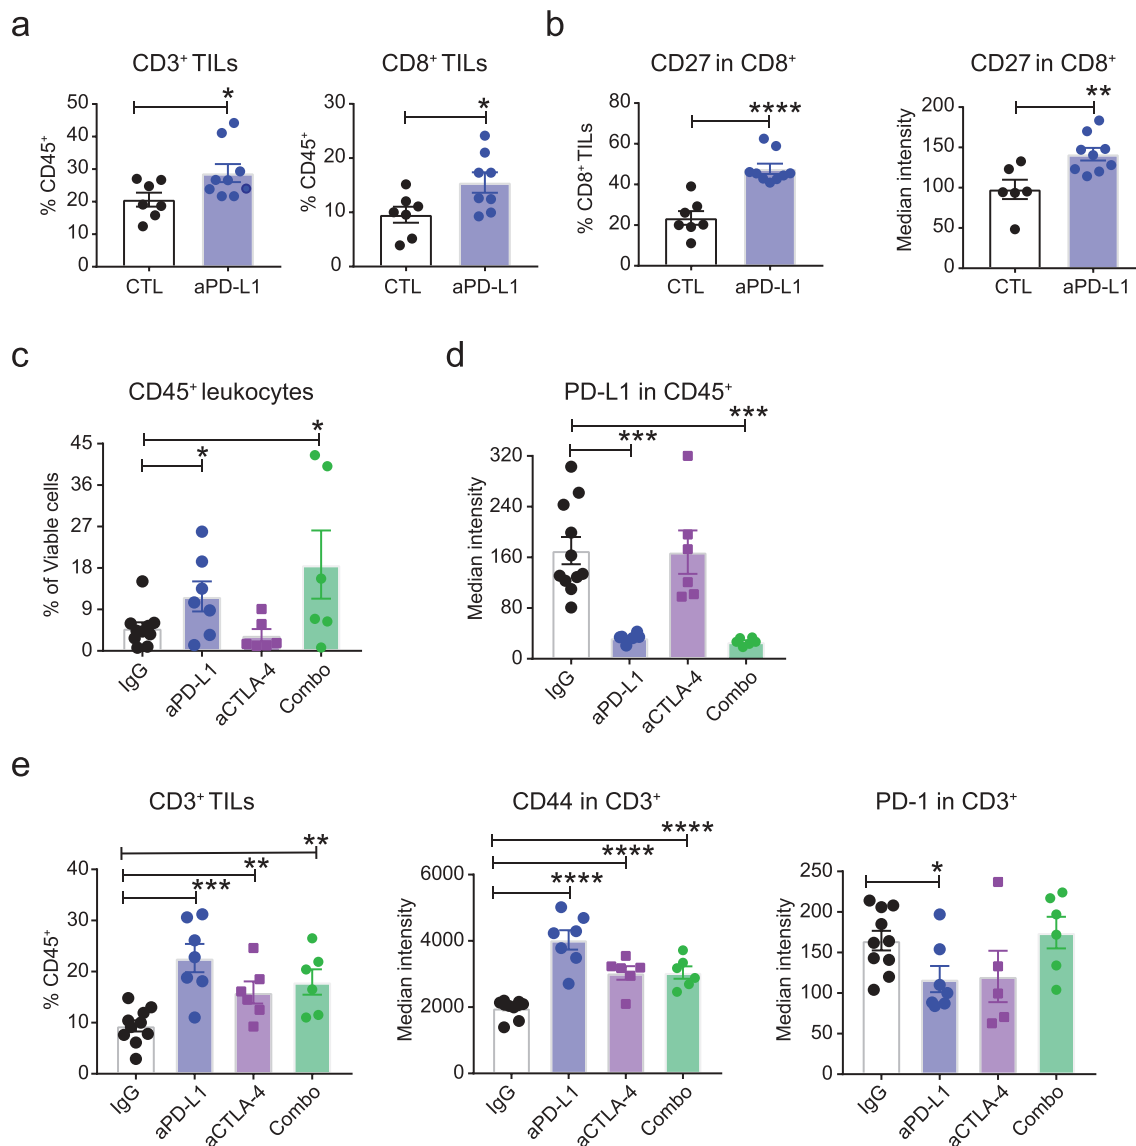 a
CD3⁺ TILs
% CD45⁺
50
40
30
20
10
0
*
CTL
aPD-L1
CD8⁺ TILs
% CD45⁺
30
20
10
0
*
CTL
aPD-L1
b
CD27 in CD8⁺
% CD8⁺ TILs
80
60
40
20
0
****
CTL
aPD-L1
CD27 in CD8⁺
Median intensity
200
150
100
50
0
**
CTL
aPD-L1
c
CD45⁺ leukocytes
% of Viable cells
45
36
27
18
9
0
*
*
IgG
aPD-L1
aCTLA-4
Combo
d
PD-L1 in CD45⁺
Median intensity
320
240
160
80
0
***
***
IgG
aPD-L1
aCTLA-4
Combo
e
CD3⁺ TILs
% CD45⁺
40
30
20
10
0
**
**
***
IgG
aPD-L1
aCTLA-4
Combo
CD44 in CD3⁺
Median intensity
6000
4000
2000
0
****
****
****
IgG
aPD-L1
aCTLA-4
Combo
PD-1 in CD3⁺
Median intensity
250
200
150
100
50
0
*
IgG
aPD-L1
aCTLA-4
Combo